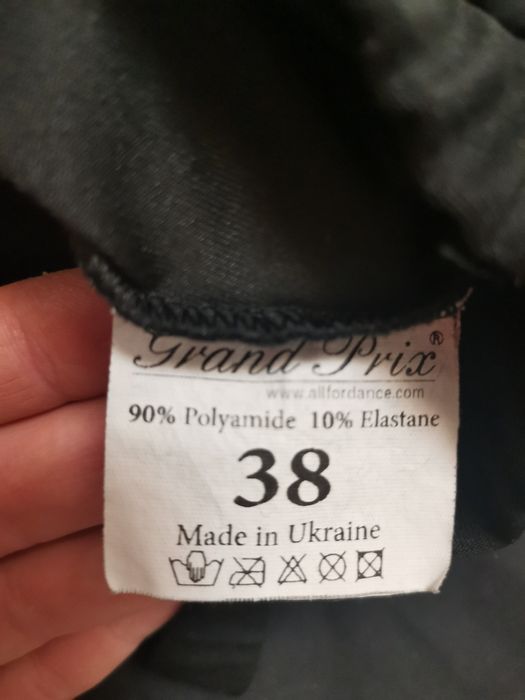 Grand Prix®
www.allfordance.com
90% Polyamide 10% Elastane
38
Made in Ukraine